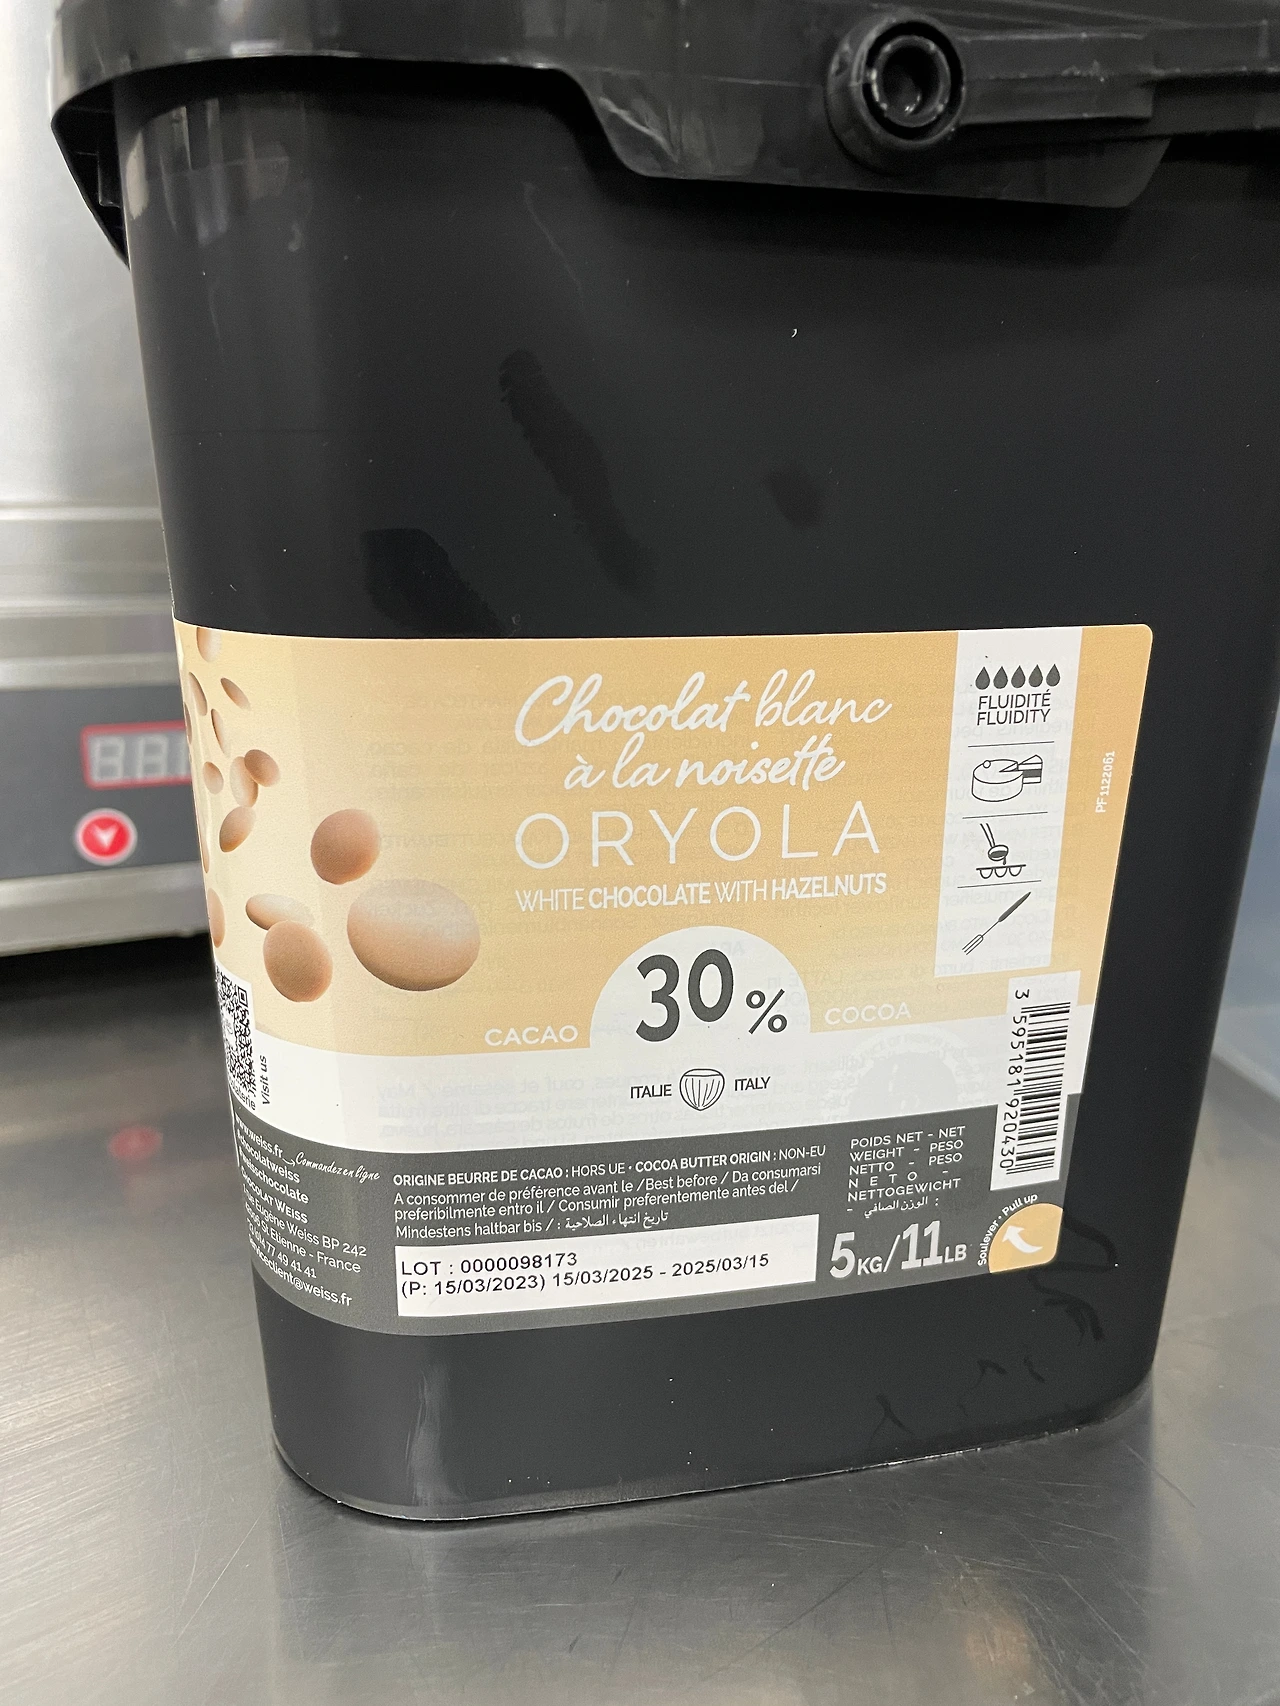 Chocolat blanc
à la noisette
ORYOLA
WHITE CHOCOLATE WITH HAZELNUTS
30%
CACAO
COCOA
ITALIE
ITALY
FLUIDITÉ
FLUIDITY
PF1122061
3 595181 920430
Visit us
www.weiss.fr
Commandez en ligne
chocolatweiss
weisschocolate
CHOCOLAT WEISS
Eugène Weiss BP 242
St Etienne - France
77 49 41 41
serviceclient@weiss.fr
ORIGINE BEURRE DE CACAO : HORS UE • COCOA BUTTER ORIGIN : NON-EU
A consommer de préférence avant le /Best before / Da consumarsi
preferibilmente entro il / Consumir preferentemente antes del /
Mindestens haltbar bis / : تاريخ انتهاء الصلاحية
LOT : 0000098173
(P: 15/03/2023) 15/03/2025 - 2025/03/15
POIDS NET - NET
WEIGHT - PESO
NETTO - PESO
NETO -
NETTOGEWICHT
- الوزن الصافي :
5KG/11LB
Soulever • Pull up